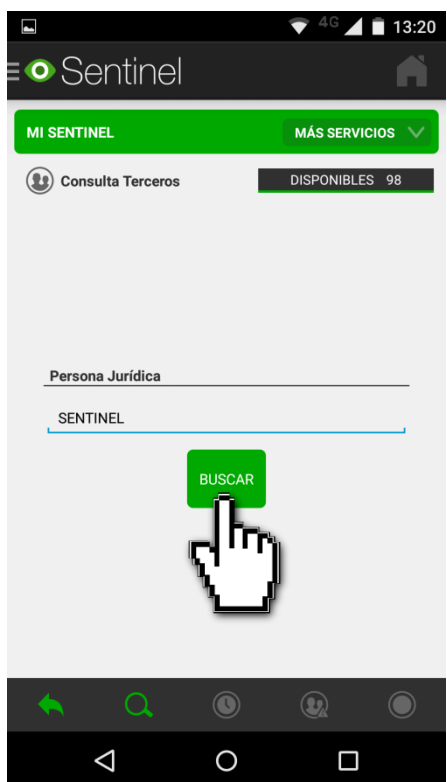 4G 13:20
Sentinel
MI SENTINEL MÁS SERVICIOS
Consulta Terceros DISPONIBLES 98
Persona Jurídica
SENTINEL
BUSCAR